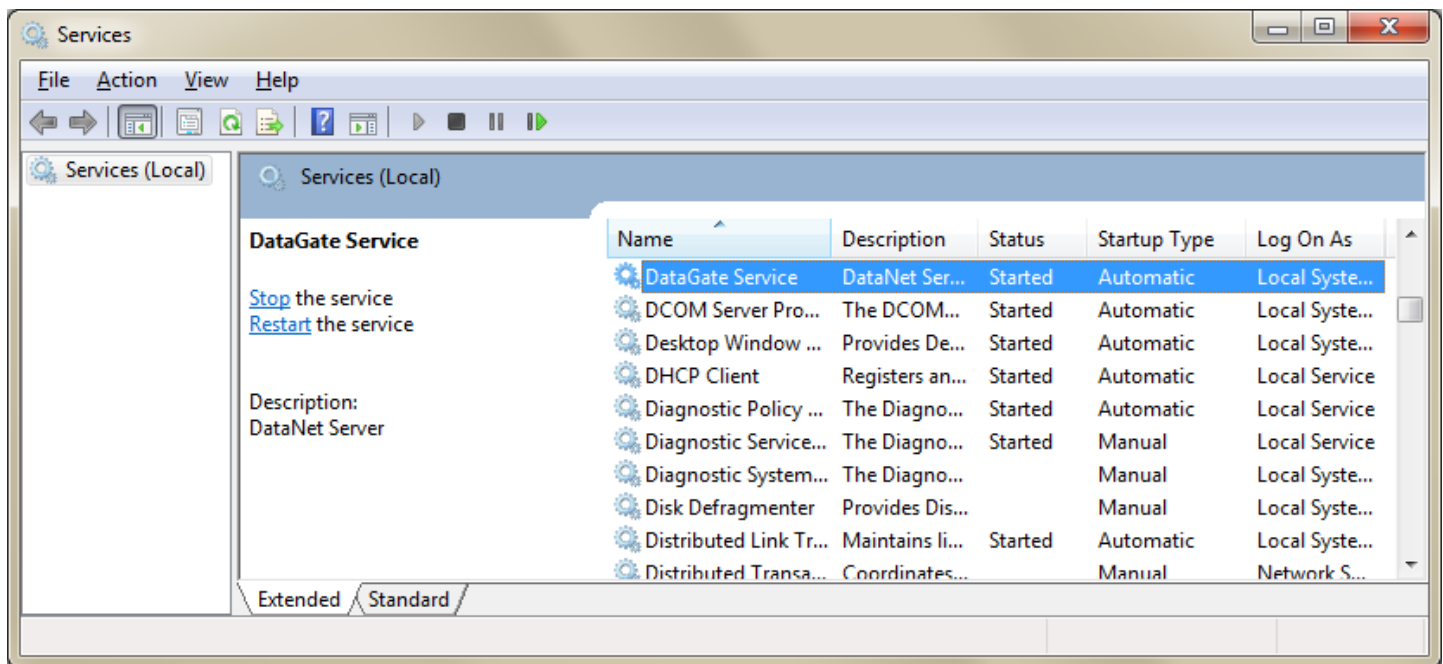 Services
File Action View Help
Services (Local)
Services (Local)
DataGate Service
Stop the service
Restart the service
Description:
DataNet Server
Name Description Status Startup Type Log On As
DataGate Service DataNet Ser... Started Automatic Local Syste...
DCOM Server Pro... The DCOM... Started Automatic Local Syste...
Desktop Window ... Provides De... Started Automatic Local Syste...
DHCP Client Registers an... Started Automatic Local Service
Diagnostic Policy ... The Diagno... Started Automatic Local Service
Diagnostic Service... The Diagno... Started Manual Local Service
Diagnostic System... The Diagno... Manual Local Syste...
Disk Defragmenter Provides Dis... Manual Local Syste...
Distributed Link Tr... Maintains li... Started Automatic Local Syste...
Distributed Transa... Coordinates... Manual Network S...
Extended Standard